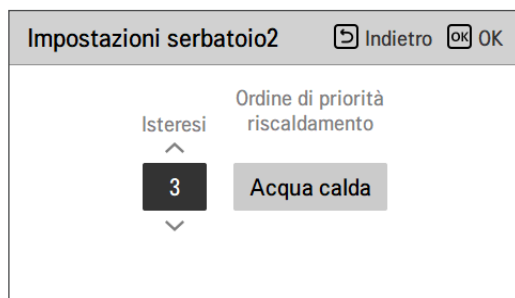 Impostazioni serbatoio2 Indietro OK OK
Ordine di priorità
Isteresi riscaldamento
3 Acqua calda